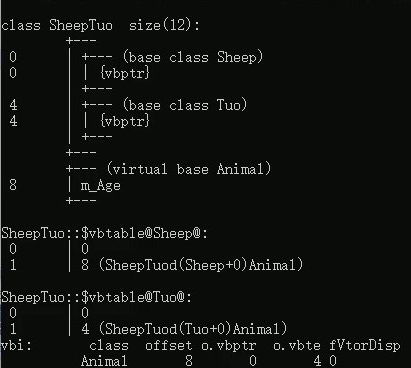 class SheepTuo  size(12):
        +---
 0      | +--- (base class Sheep)
 0      | | {vbptr}
        | +---
 4      | +--- (base class Tuo)
 4      | | {vbptr}
        | +---
        +---
        +--- (virtual base Animal)
 8      | m_Age
        +---
SheepTuo::$vbtable@Sheep@:
 0      | 0
 1      | 8 (SheepTuod(Sheep+0)Animal)
SheepTuo::$vbtable@Tuo@:
 0      | 0
 1      | 4 (SheepTuod(Tuo+0)Animal)
vbi:       class  offset o.vbptr  o.vbte fVtorDisp
          Animal       8       0       4 0